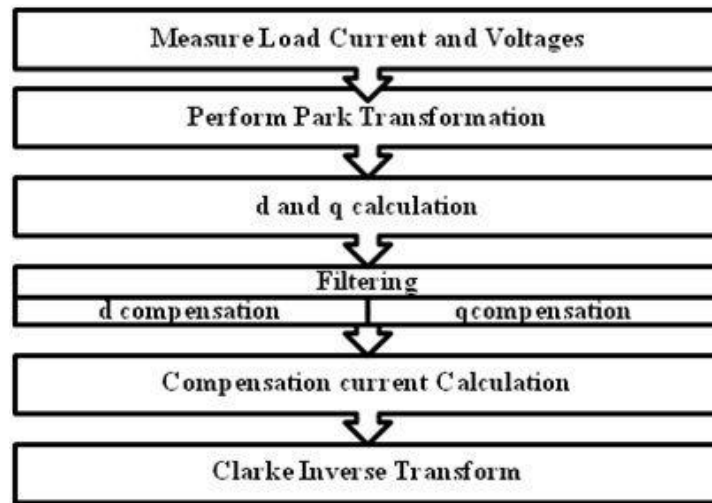 Measure Load Current and Voltages
Perform Park Transformation
d and q calculation
Filtering
d compensation qcompensation
Compensation current Calculation
Clarke Inverse Transform